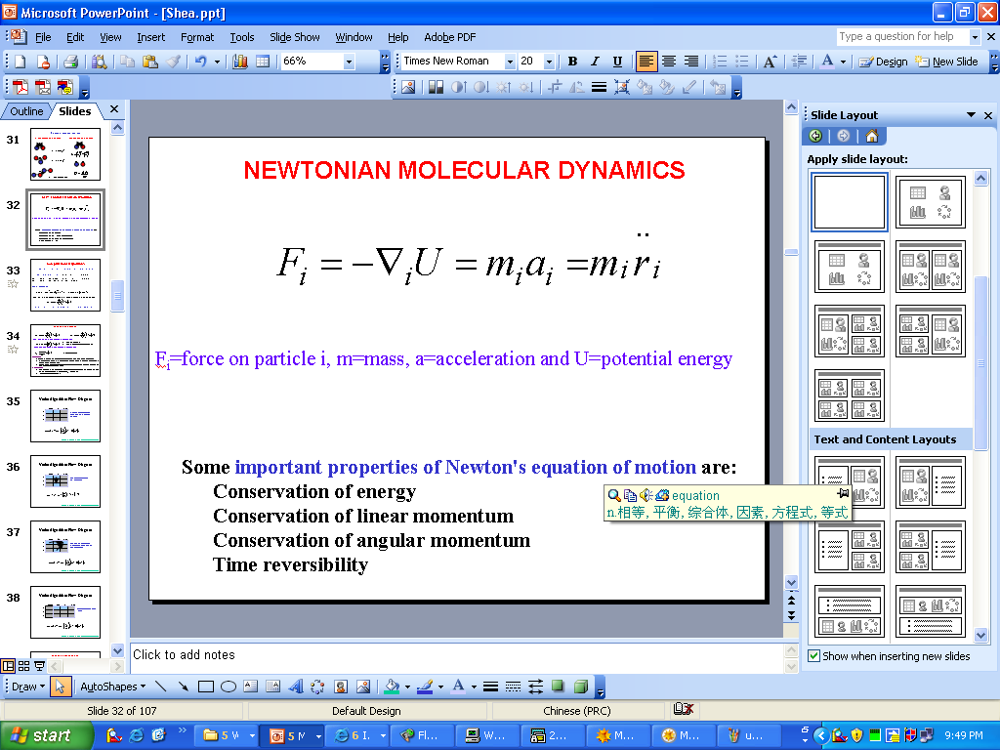 Microsoft PowerPoint - [Shea.ppt]
File Edit View Insert Format Tools Slide Show Window Help Adobe PDF
Type a question for help
66%
Times New Roman
20
B I U
Design
New Slide
Outline
Slides
31
32
33
34
35
36
37
38
NEWTONIAN MOLECULAR DYNAMICS
F_i = −∇_i U = m_i a_i = m_i r̈_i
F_i=force on particle i, m=mass, a=acceleration and U=potential energy
Some important properties of Newton's equation of motion are:
Conservation of energy
Conservation of linear momentum
Conservation of angular momentum
Time reversibility
equation
n.相等, 平衡, 综合体, 因素, 方程式, 等式
Slide Layout
Apply slide layout:
Text and Content Layouts
Show when inserting new slides
Click to add notes
Draw
AutoShapes
Slide 32 of 107
Default Design
Chinese (PRC)
start
5 W
5 M
6 I
Fl...
W...
2...
M...
M...
u...
9:49 PM